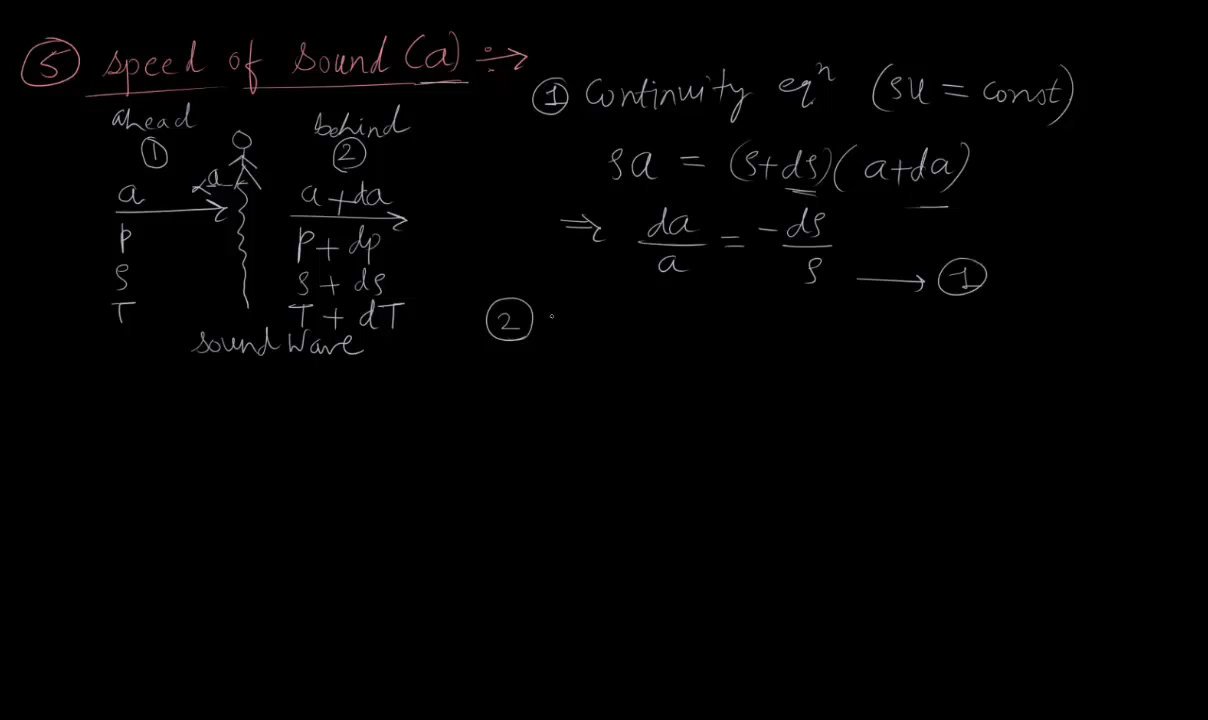 ⑤ speed of sound (a) ÷→
ahead
①
a
a
p
ρ
T
behind
②
a + da
p + dp
ρ + dρ
T + dT
sound wave
① Continuity eqⁿ (ρu = const)
ρa = (ρ+dρ)(a+da)
⇒ da/a = -dρ/ρ → ①
②